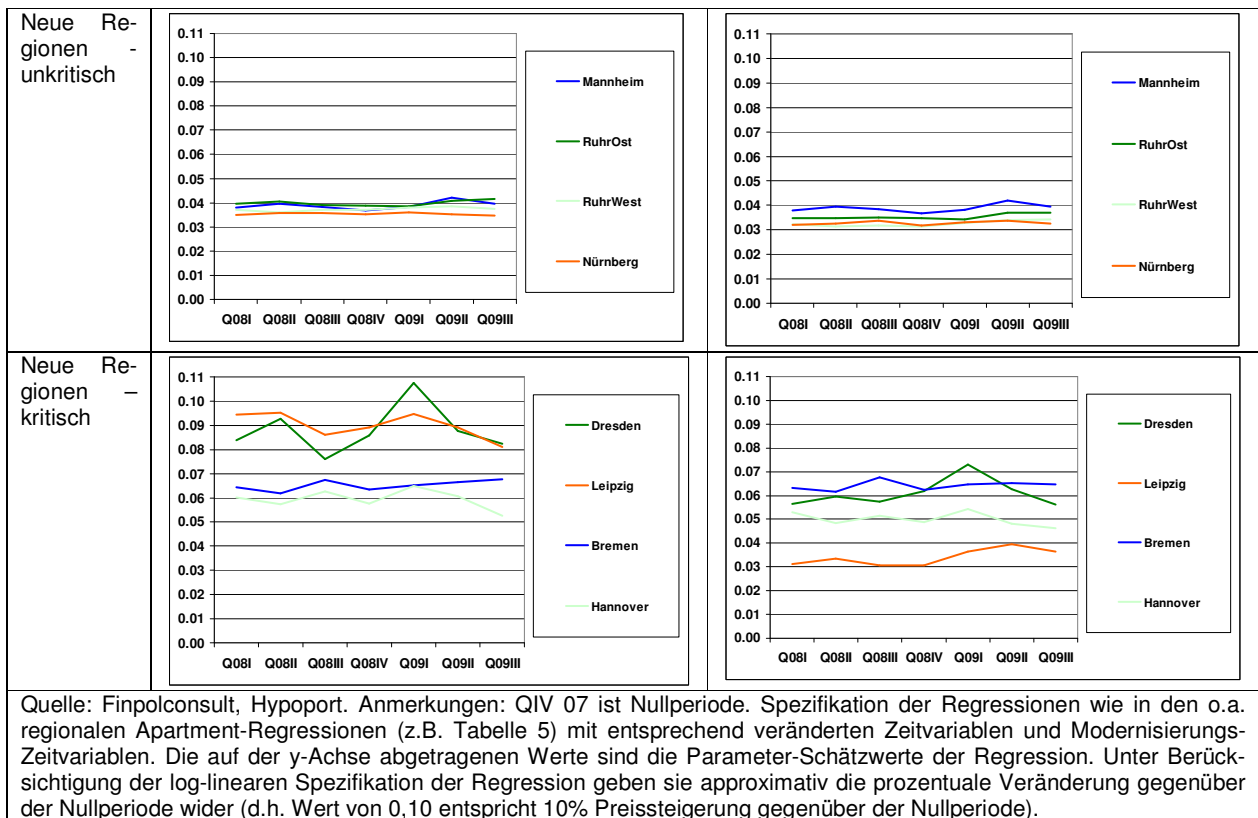 Neue Re-
gionen -
unkritisch
0.11
0.10
0.09
0.08
0.07
0.06
0.05
0.04
0.03
0.02
0.01
0.00
Q08I Q08II Q08III Q08IV Q09I Q09II Q09III
Mannheim
RuhrOst
RuhrWest
Nürnberg
0.11
0.10
0.09
0.08
0.07
0.06
0.05
0.04
0.03
0.02
0.01
0.00
Q08I Q08II Q08III Q08IV Q09I Q09II Q09III
Mannheim
RuhrOst
RuhrWest
Nürnberg
Neue Re-
gionen –
kritisch
0.11
0.10
0.09
0.08
0.07
0.06
0.05
0.04
0.03
0.02
0.01
0.00
Q08I Q08II Q08III Q08IV Q09I Q09II Q09III
Dresden
Leipzig
Bremen
Hannover
0.11
0.10
0.09
0.08
0.07
0.06
0.05
0.04
0.03
0.02
0.01
0.00
Q08I Q08II Q08III Q08IV Q09I Q09II Q09III
Dresden
Leipzig
Bremen
Hannover
Quelle: Finpolconsult, Hypoport. Anmerkungen: QIV 07 ist Nullperiode. Spezifikation der Regressionen wie in den o.a.
regionalen Apartment-Regressionen (z.B. Tabelle 5) mit entsprechend veränderten Zeitvariablen und Modernisierungs-
Zeitvariablen. Die auf der y-Achse abgetragenen Werte sind die Parameter-Schätzwerte der Regression. Unter Berück-
sichtigung der log-linearen Spezifikation der Regression geben sie approximativ die prozentuale Veränderung gegenüber
der Nullperiode wider (d.h. Wert von 0,10 entspricht 10% Preissteigerung gegenüber der Nullperiode).